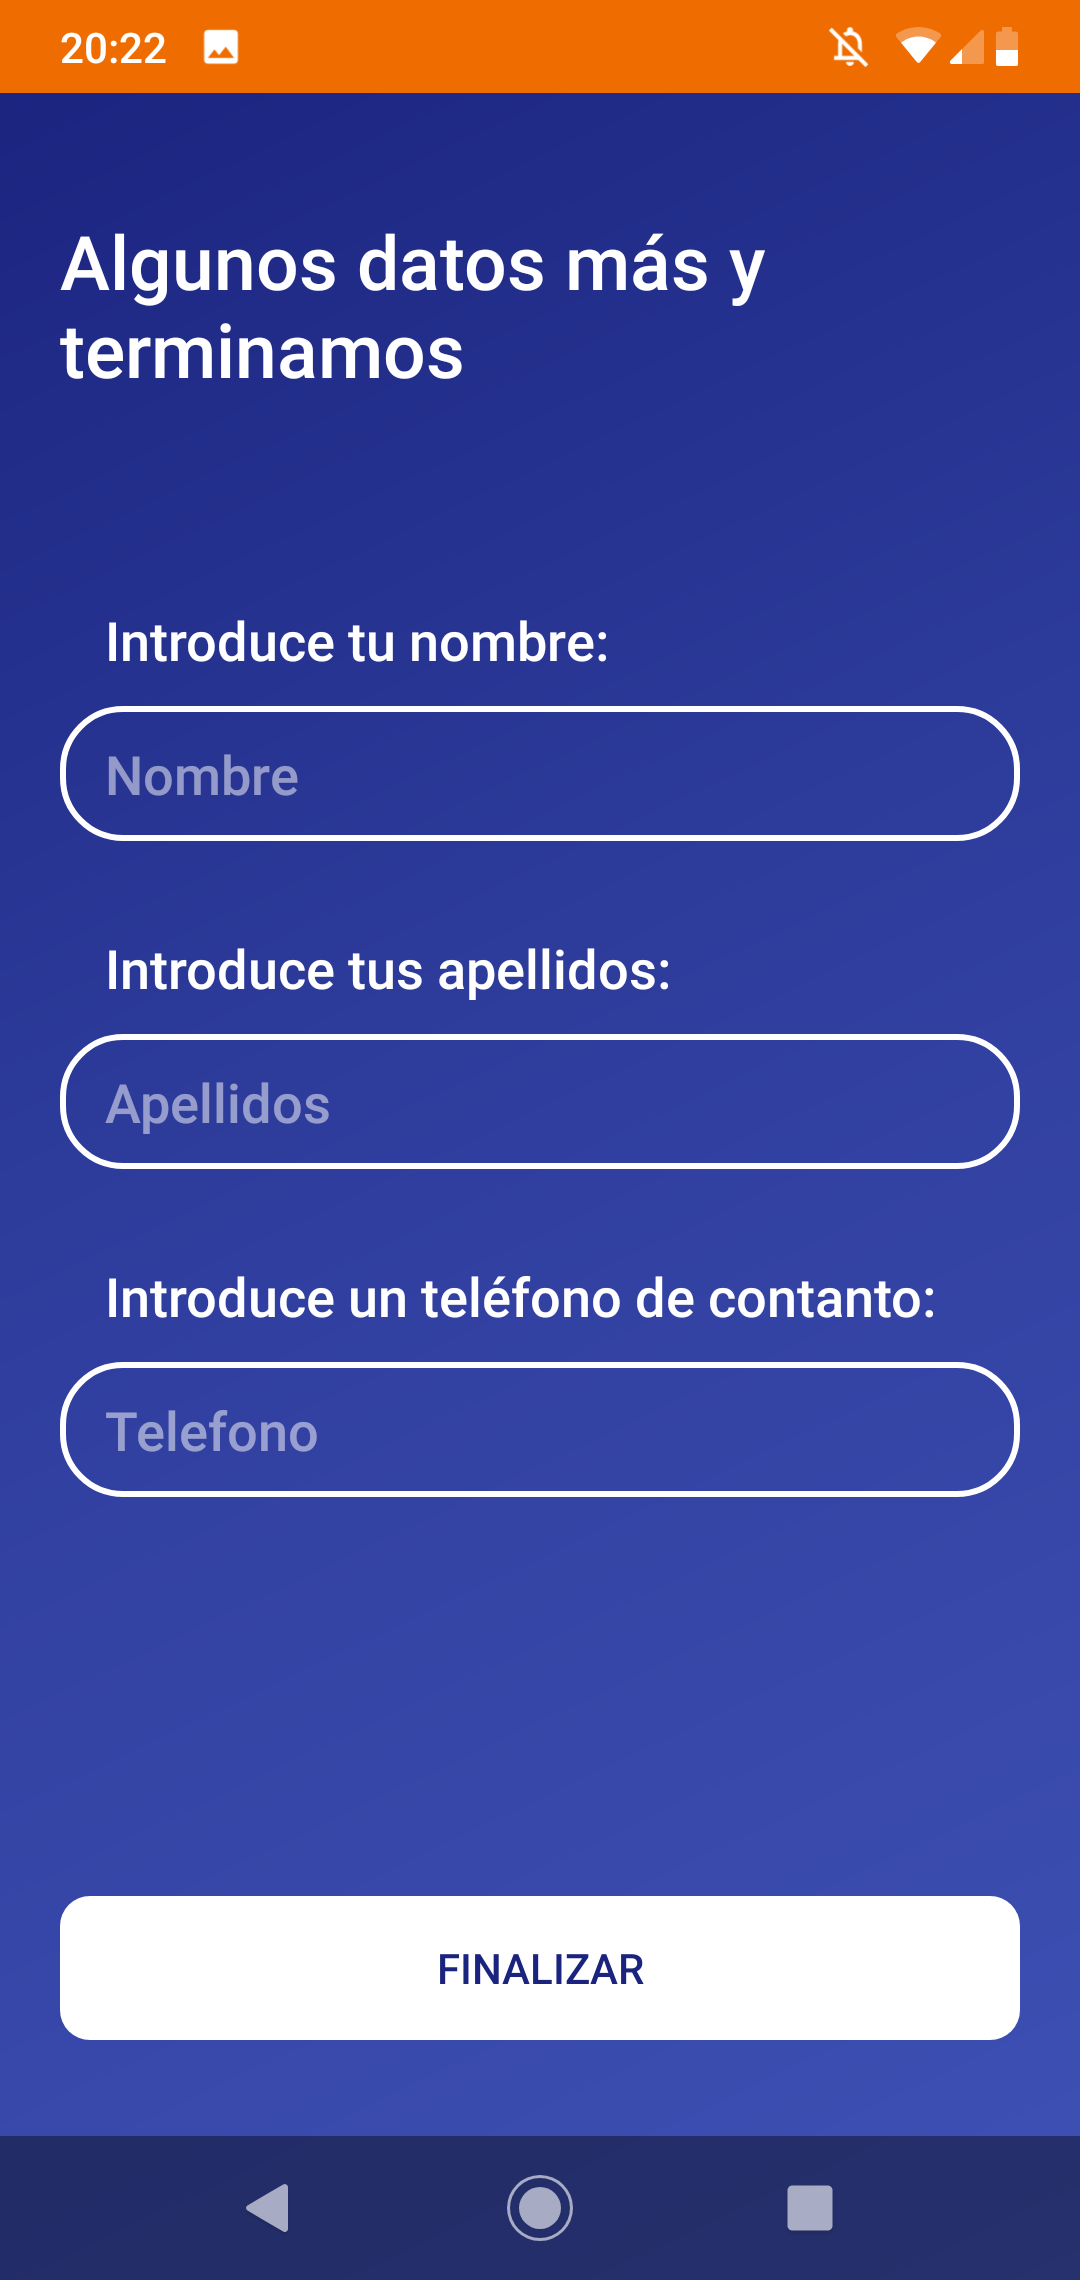 20:22
Algunos datos más y
terminamos
Introduce tu nombre:
Nombre
Introduce tus apellidos:
Apellidos
Introduce un teléfono de contanto:
Telefono
FINALIZAR